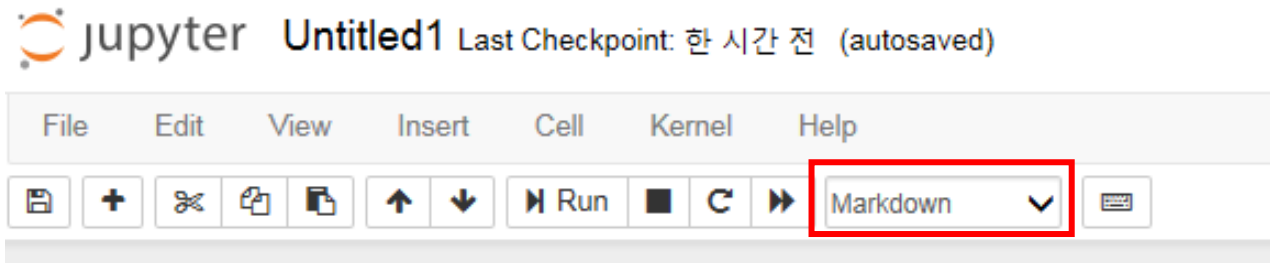 jupyter Untitled1 Last Checkpoint: 한 시간 전 (autosaved)
File Edit View Insert Cell Kernel Help
Run Markdown